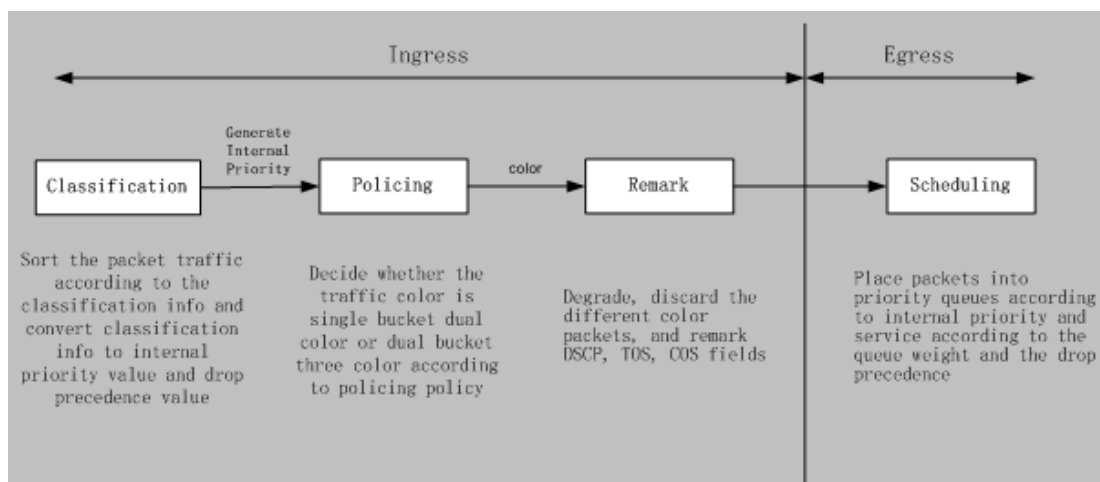 Ingress
Egress
Generate
Internal
Priority
color
Classification
Policing
Remark
Scheduling
Sort the packet traffic
according to the
classification info and
convert classification
info to internal
priority value and drop
precedence value
Decide whether the
traffic color is
single bucket dual
color or dual bucket
three color according
to policing policy
Degrade, discard the
different color
packets, and remark
DSCP, TOS, COS fields
Place packets into
priority queues according
to internal priority and
service according to the
queue weight and the drop
precedence